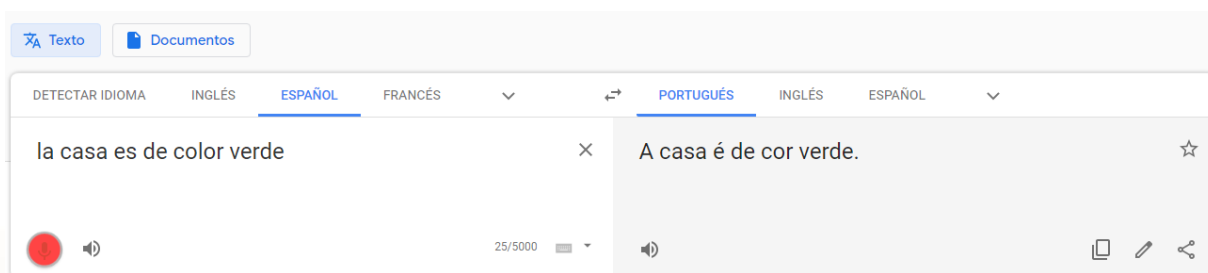 Texto Documentos
DETECTAR IDIOMA INGLÉS ESPAÑOL FRANCÉS PORTUGUÉS INGLÉS ESPAÑOL
la casa es de color verde A casa é de cor verde.
25/5000